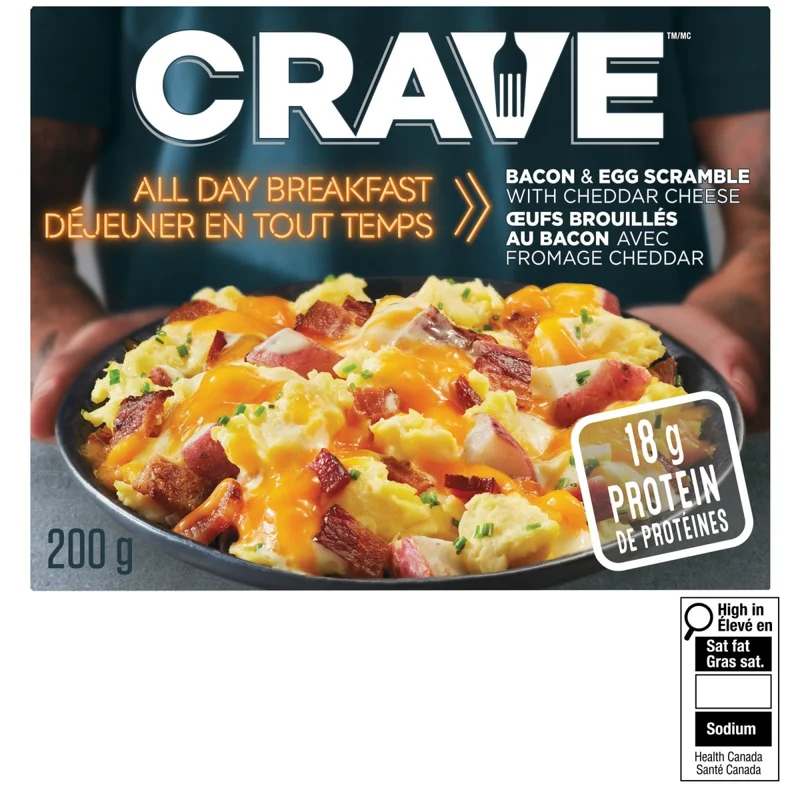 CRAVE TM/MC
ALL DAY BREAKFAST
DÉJEUNER EN TOUT TEMPS
BACON & EGG SCRAMBLE
WITH CHEDDAR CHEESE
ŒUFS BROUILLÉS
AU BACON AVEC
FROMAGE CHEDDAR
18 g
PROTEIN
DE PROTÉINES
200 g
High in
Élevé en
Sat fat
Gras sat.
Sodium
Health Canada
Santé Canada